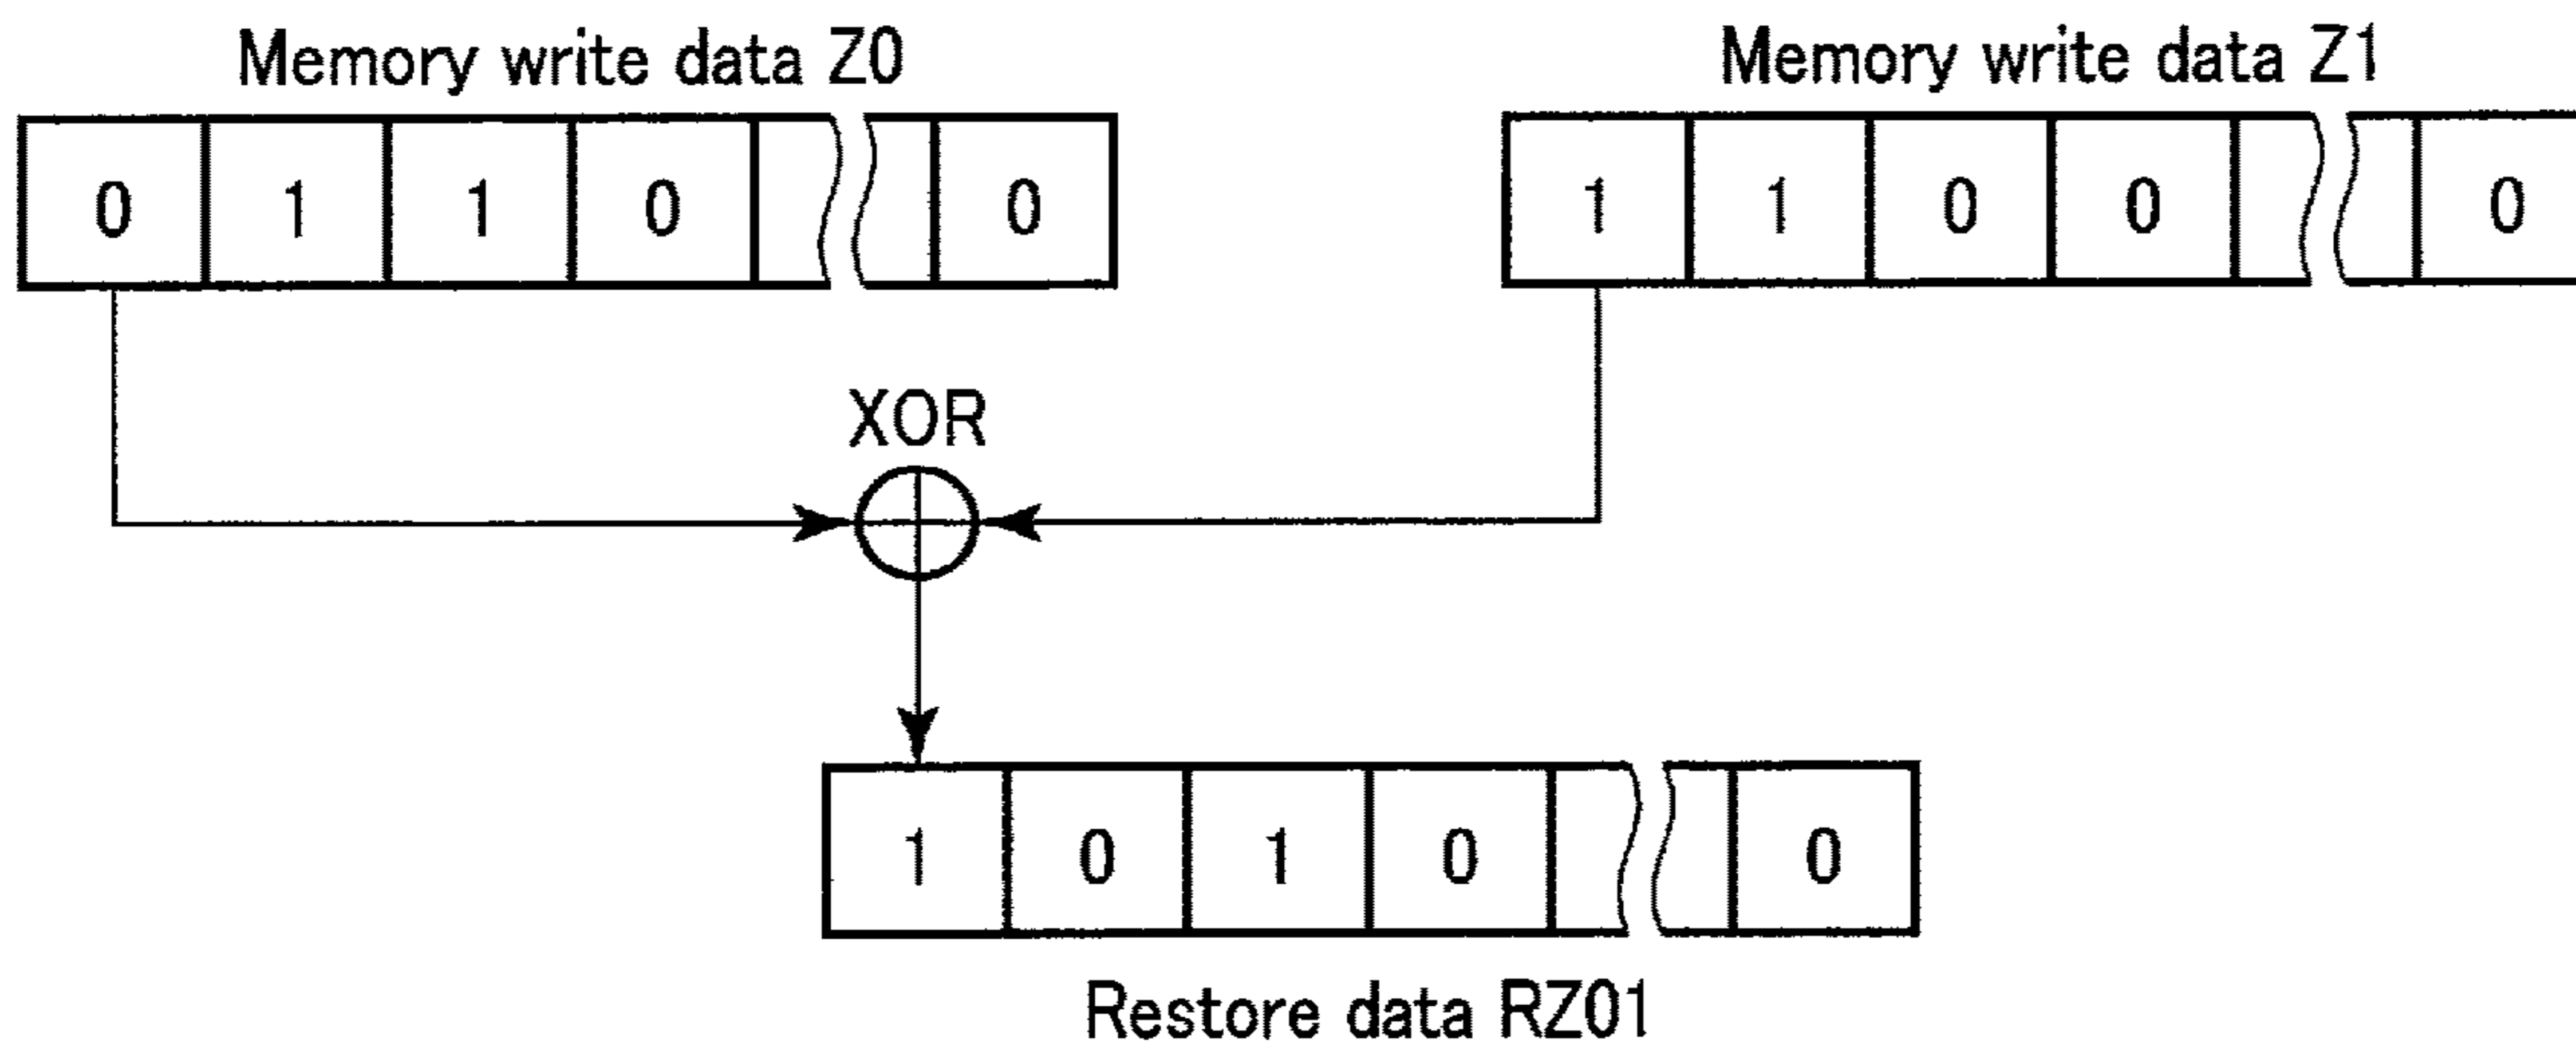 Memory write data Z0
Memory write data Z1
0 1 1 0 0
1 1 0 0 0
XOR
1 0 1 0 0
Restore data RZ01